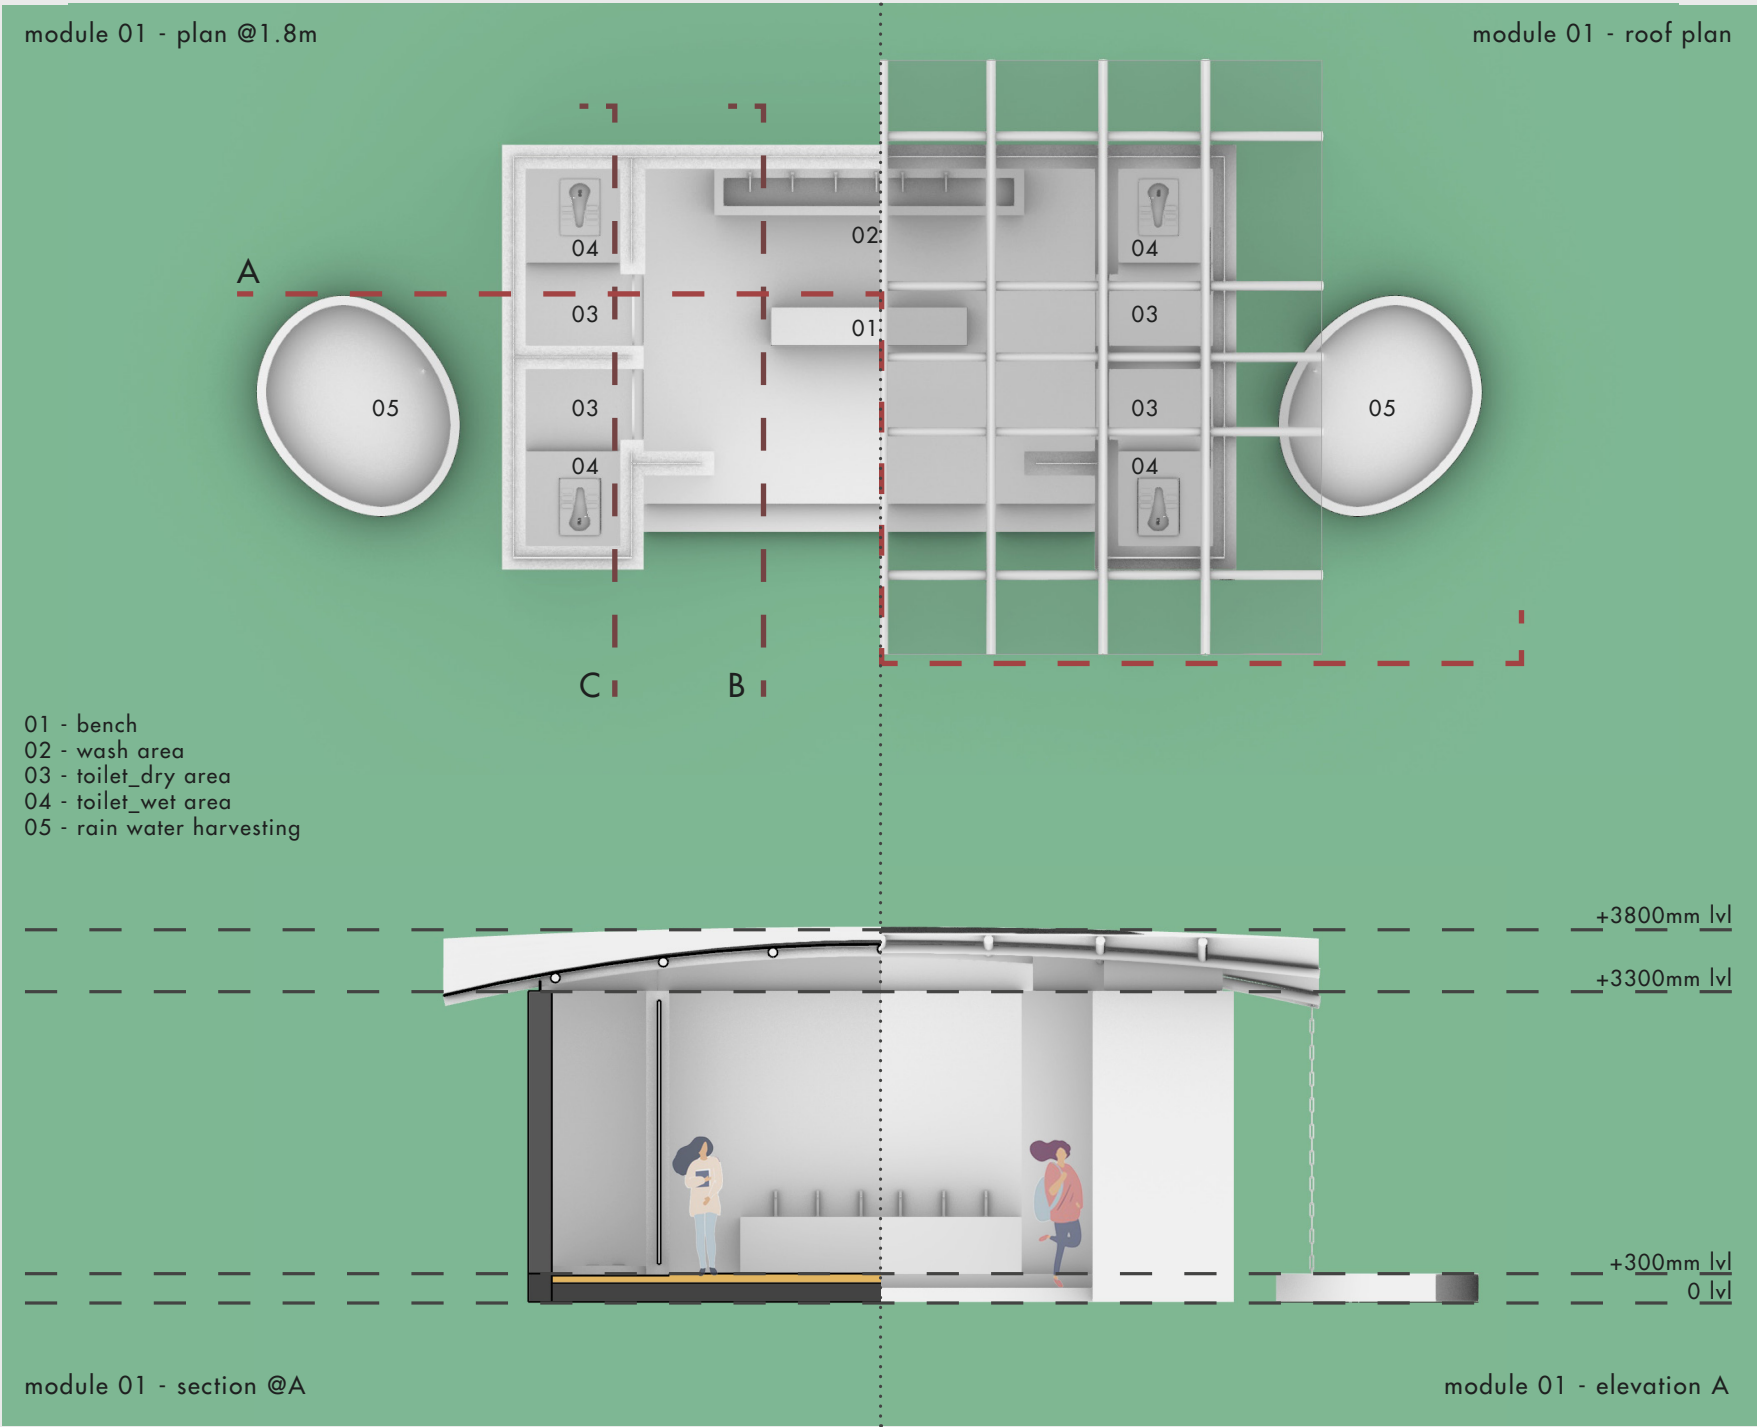 module 01 - plan @1.8m
module 01 - roof plan
04
02
04
A
03
01
03
05
03
03
05
04
04
C
B
01 - bench
02 - wash area
03 - toilet_dry area
04 - toilet_wet area
05 - rain water harvesting
+3800mm lvl
+3300mm lvl
+300mm lvl
0 lvl
module 01 - section @A
module 01 - elevation A